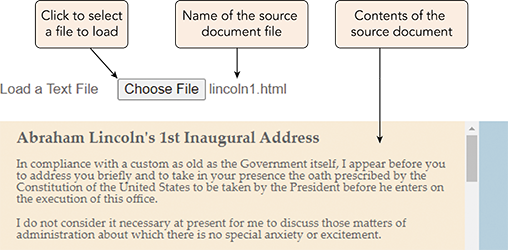 Click to select
a file to load
Name of the source
document file
Contents of the
source document
Load a Text File Choose File lincoln1.html
Abraham Lincoln's 1st Inaugural Address
In compliance with a custom as old as the Government itself, I appear before you
to address you briefly and to take in your presence the oath prescribed by the
Constitution of the United States to be taken by the President before he enters on
the execution of this office.
I do not consider it necessary at present for me to discuss those matters of
administration about which there is no special anxiety or excitement.